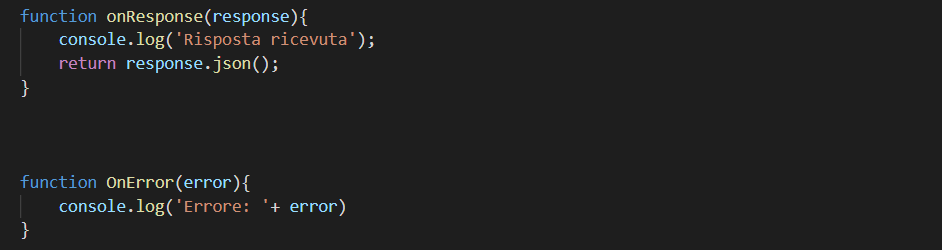 function onResponse(response){
    console.log('Risposta ricevuta');
    return response.json();
}
function OnError(error){
    console.log('Errore: '+ error)
}